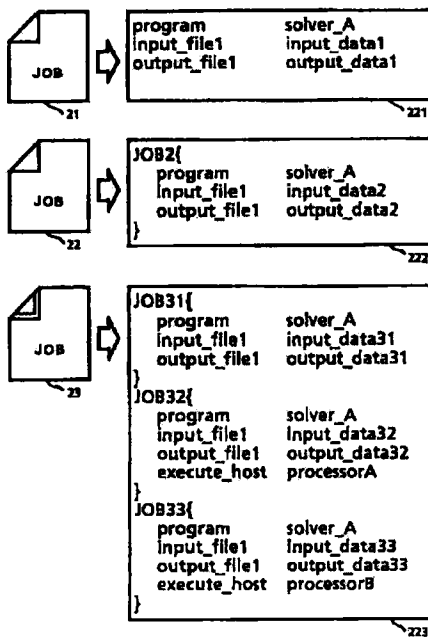 program solver_A
input_file1 input_data1
output_file1 output_data1
JOB
21
221
JOB2{
program solver_A
input_file1 input_data2
output_file1 output_data2
}
JOB
22
222
JOB31{
program solver_A
input_file1 input_data31
output_file1 output_data31
}
JOB
23
JOB32{
program solver_A
input_file1 input_data32
output_file1 output_data32
execute_host processorA
}
JOB33{
program solver_A
input_file1 input_data33
output_file1 output_data33
execute_host processorB
}
223